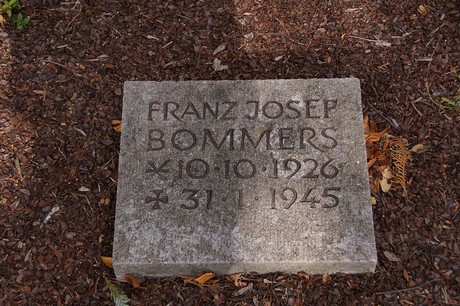 FRANZ JOSEF
BOMMERS
* 10·10·1926
✠ 31·1·1945